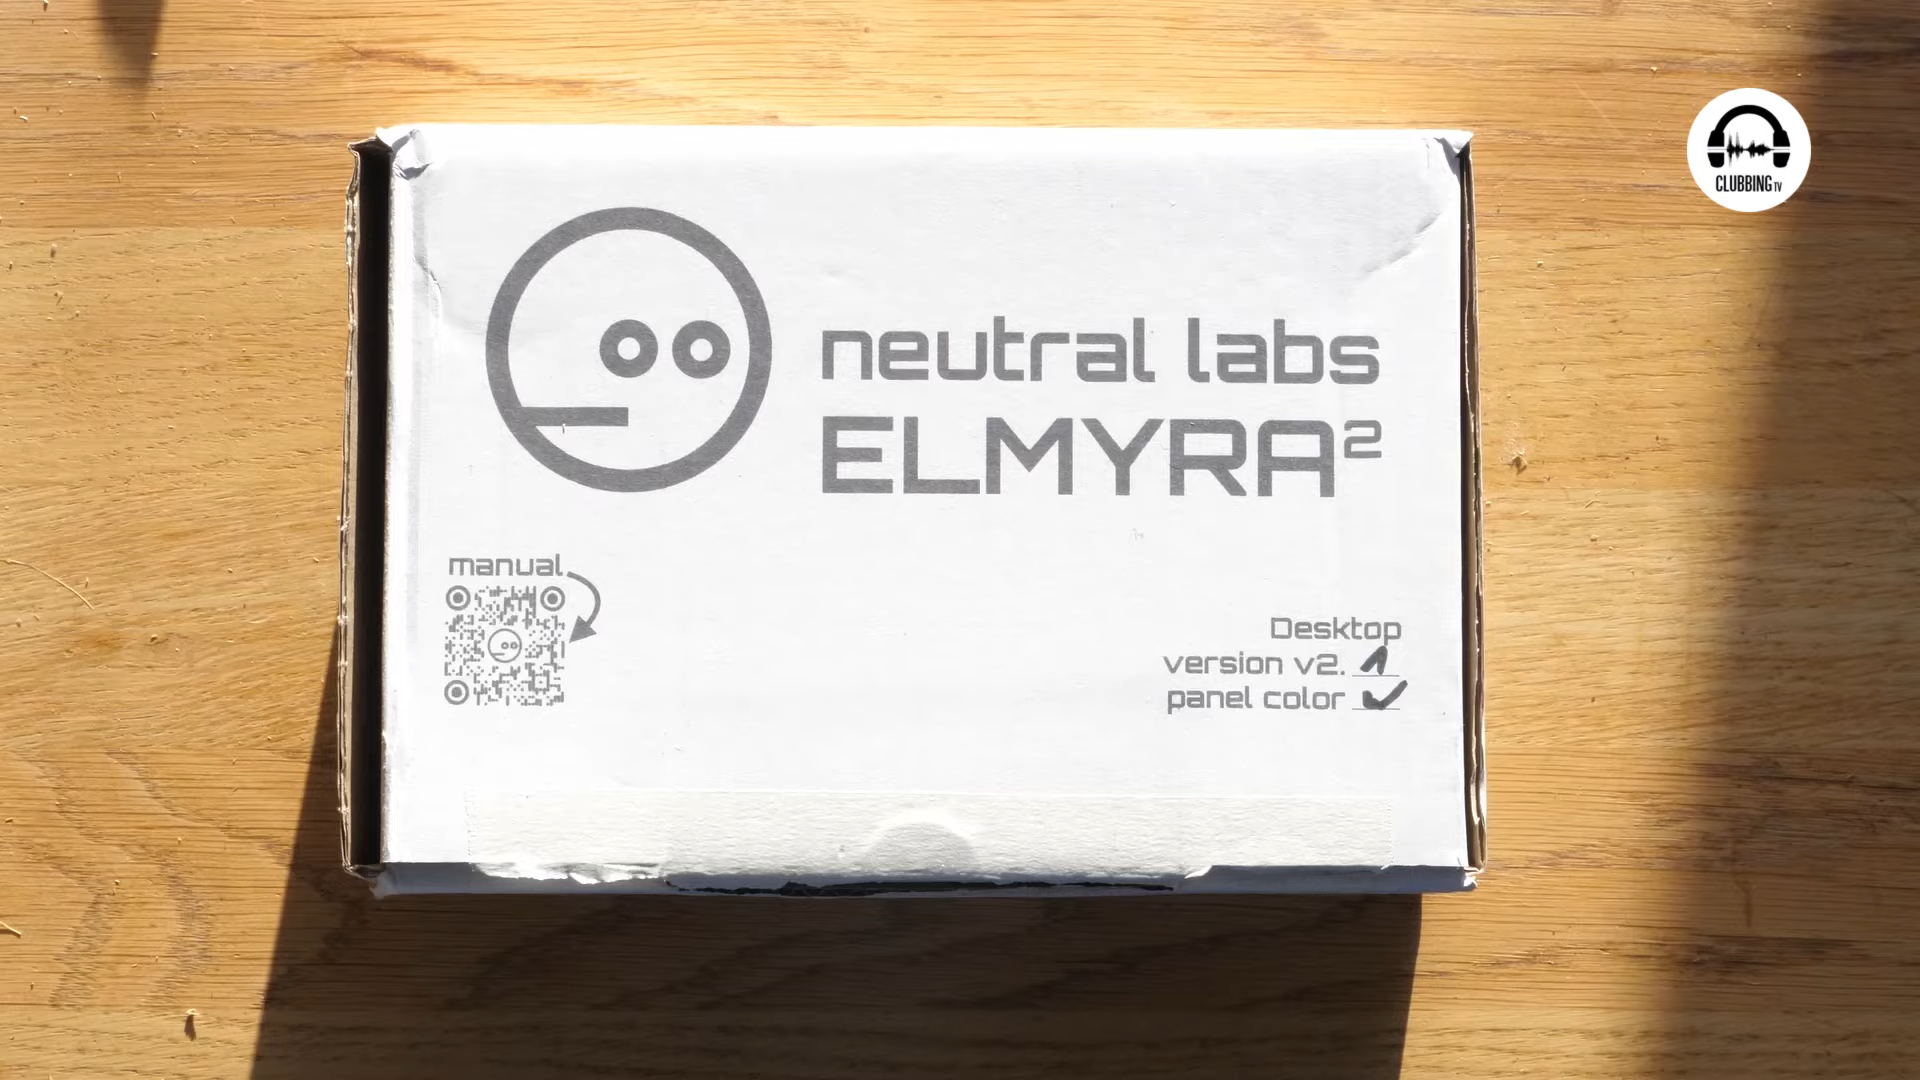 CLUBBING TV
neutral labs
ELMYRA²
manual
Desktop
version v2. 1
panel color ✓